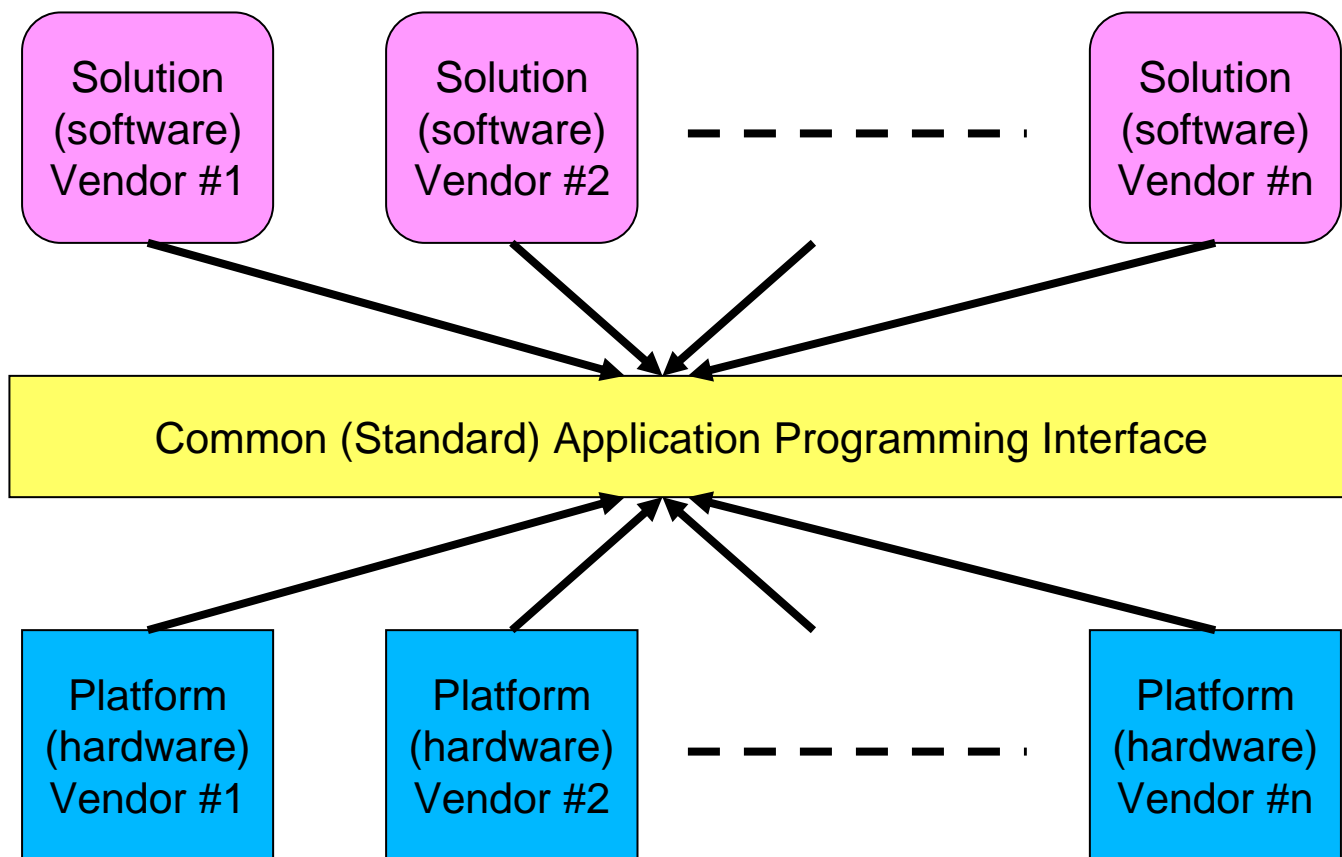 Solution
(software)
Vendor #1
Solution
(software)
Vendor #2
Solution
(software)
Vendor #n
Common (Standard) Application Programming Interface
Platform
(hardware)
Vendor #1
Platform
(hardware)
Vendor #2
Platform
(hardware)
Vendor #n